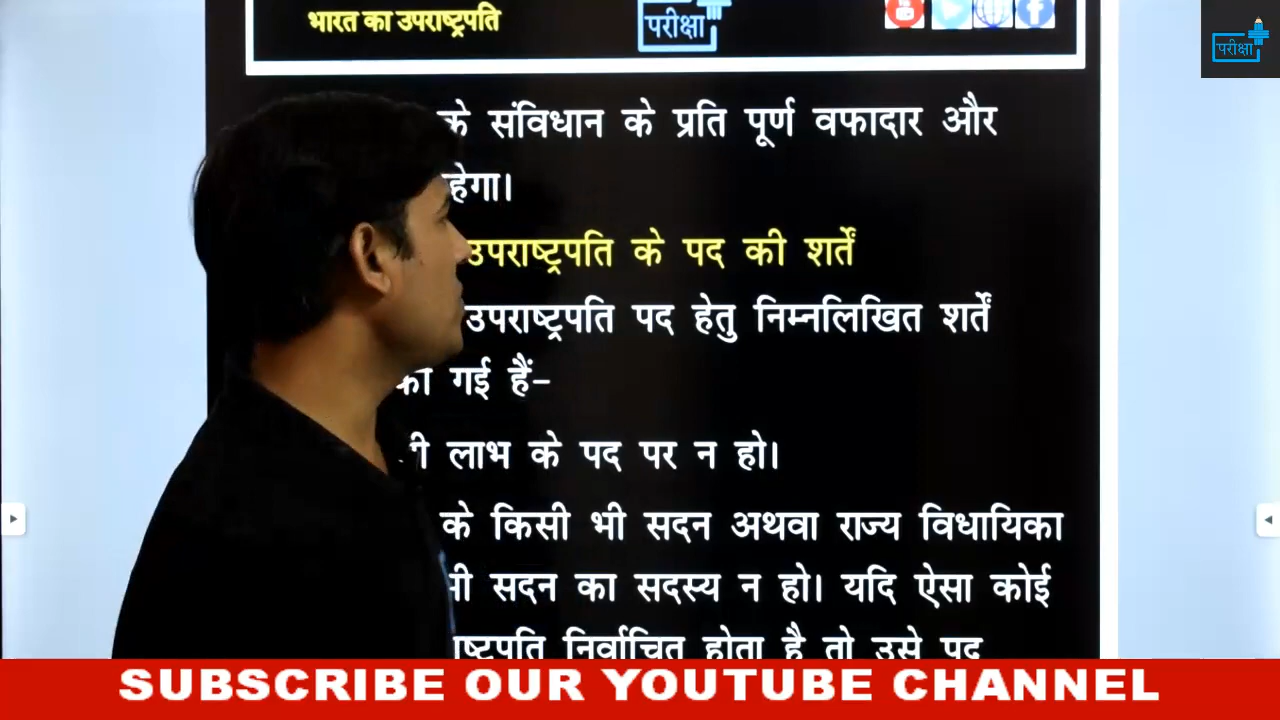 भारत का उपराष्ट्रपति
परीक्षा
परीक्षा
के संविधान के प्रति पूर्ण वफादार और
उपराष्ट्रपति के पद की शर्तें
उपराष्ट्रपति पद हेतु निम्नलिखित शर्तें
गई हैं-
लाभ के पद पर न हो।
के किसी भी सदन अथवा राज्य विधायिका
सदन का सदस्य न हो। यदि ऐसा कोई
निर्वाचित होता है तो उसे पद
SUBSCRIBE OUR YOUTUBE CHANNEL